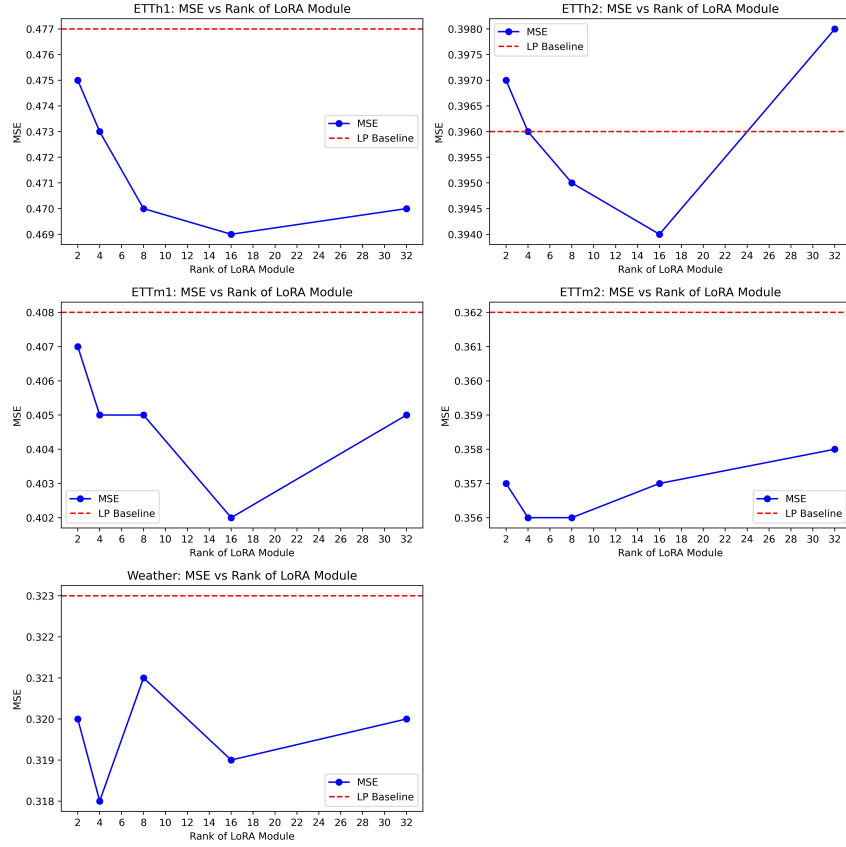 ETTh1: MSE vs Rank of LoRA Module
0.477
0.476
0.475
0.474
0.473
0.472
0.471
0.470
0.469
MSE
MSE
LP Baseline
2 4 6 8 10 12 14 16 18 20 22 24 26 28 30 32
Rank of LoRA Module
ETTh2: MSE vs Rank of LoRA Module
0.3980
0.3975
0.3970
0.3965
0.3960
0.3955
0.3950
0.3945
0.3940
MSE
MSE
LP Baseline
2 4 6 8 10 12 14 16 18 20 22 24 26 28 30 32
Rank of LoRA Module
ETTm1: MSE vs Rank of LoRA Module
0.408
0.407
0.406
0.405
0.404
0.403
0.402
MSE
MSE
LP Baseline
2 4 6 8 10 12 14 16 18 20 22 24 26 28 30 32
Rank of LoRA Module
ETTm2: MSE vs Rank of LoRA Module
0.362
0.361
0.360
0.359
0.358
0.357
0.356
MSE
MSE
LP Baseline
2 4 6 8 10 12 14 16 18 20 22 24 26 28 30 32
Rank of LoRA Module
Weather: MSE vs Rank of LoRA Module
0.323
0.322
0.321
0.320
0.319
0.318
MSE
MSE
LP Baseline
2 4 6 8 10 12 14 16 18 20 22 24 26 28 30 32
Rank of LoRA Module